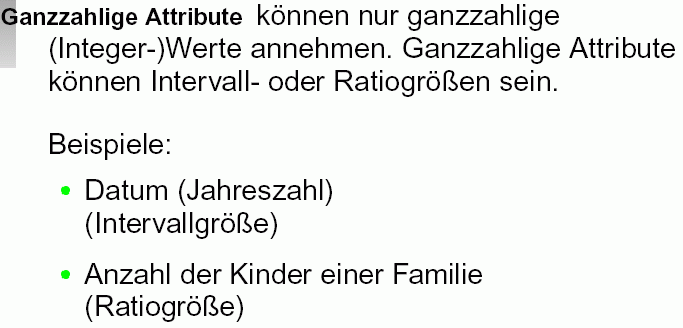 Ganzzahlige Attribute können nur ganzzahlige
(Integer-)Werte annehmen. Ganzzahlige Attribute
können Intervall- oder Ratiogrößen sein.
Beispiele:
• Datum (Jahreszahl)
(Intervallgröße)
• Anzahl der Kinder einer Familie
(Ratiogröße)